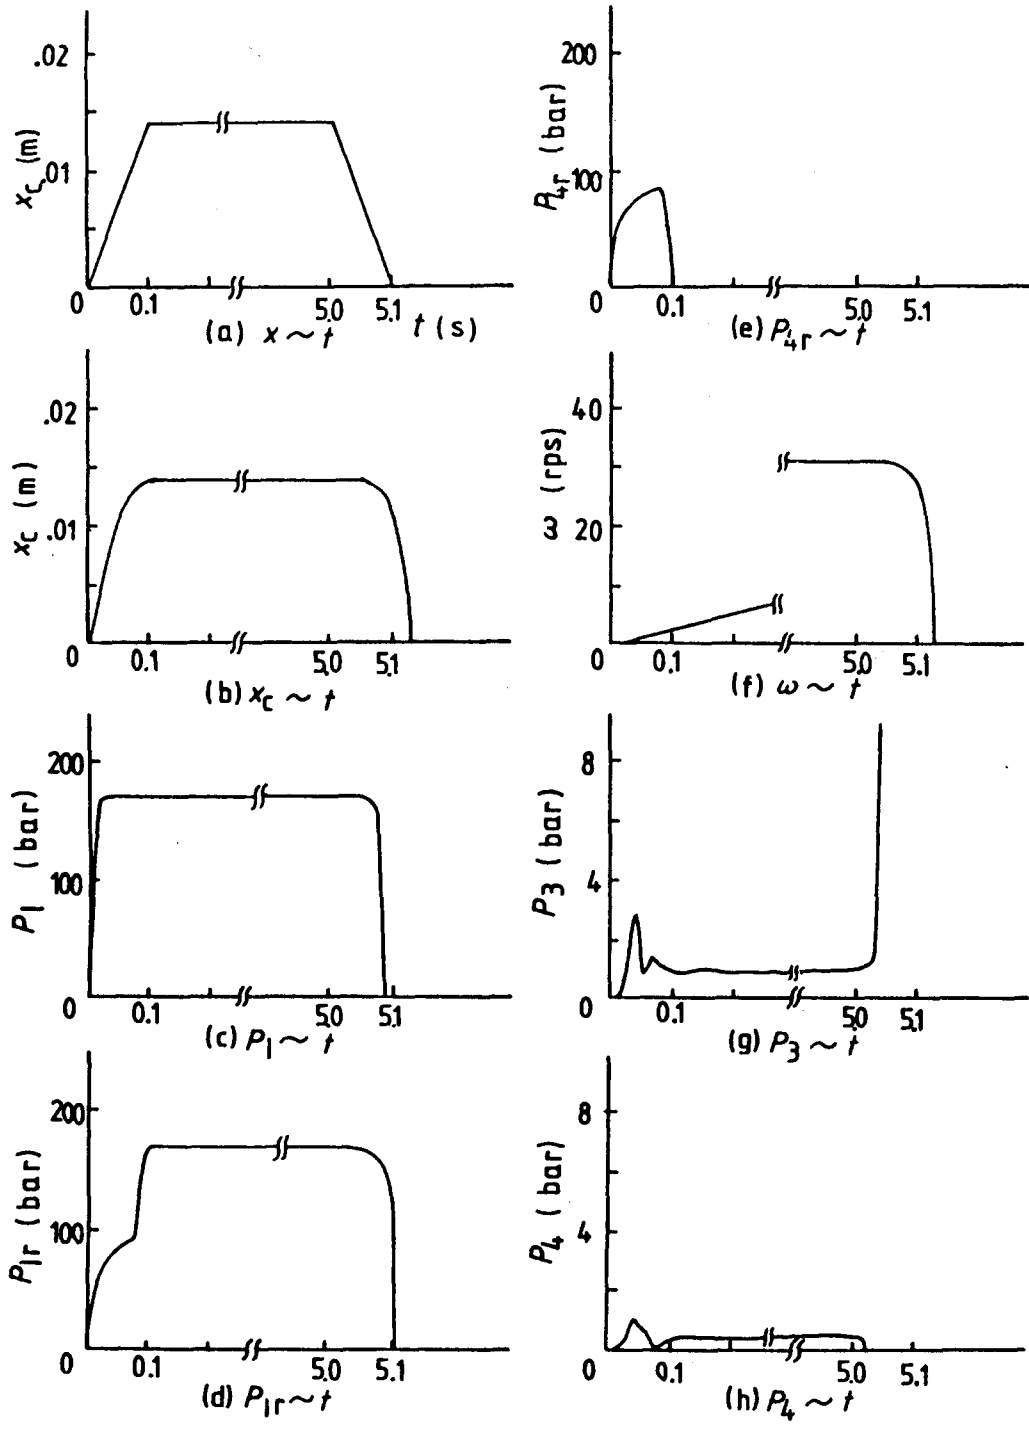 .02
.01
x_c (m)
0
0.1
5.0
5.1
t (s)
(a) x ~ t
.02
.01
x_c (m)
0
0.1
5.0
5.1
(b) x_c ~ t
200
100
P_1 (bar)
0
0.1
5.0
5.1
(c) P_1 ~ t
200
100
P_1r (bar)
0
0.1
5.0
5.1
(d) P_1r ~ t
200
100
P_4r (bar)
0
0.1
5.0
5.1
(e) P_4r ~ t
40
20
ω (rps)
0
0.1
5.0
5.1
(f) ω ~ t
8
4
P_3 (bar)
0
0.1
5.0
5.1
(g) P_3 ~ t
8
4
P_4 (bar)
0
0.1
5.0
5.1
(h) P_4 ~ t